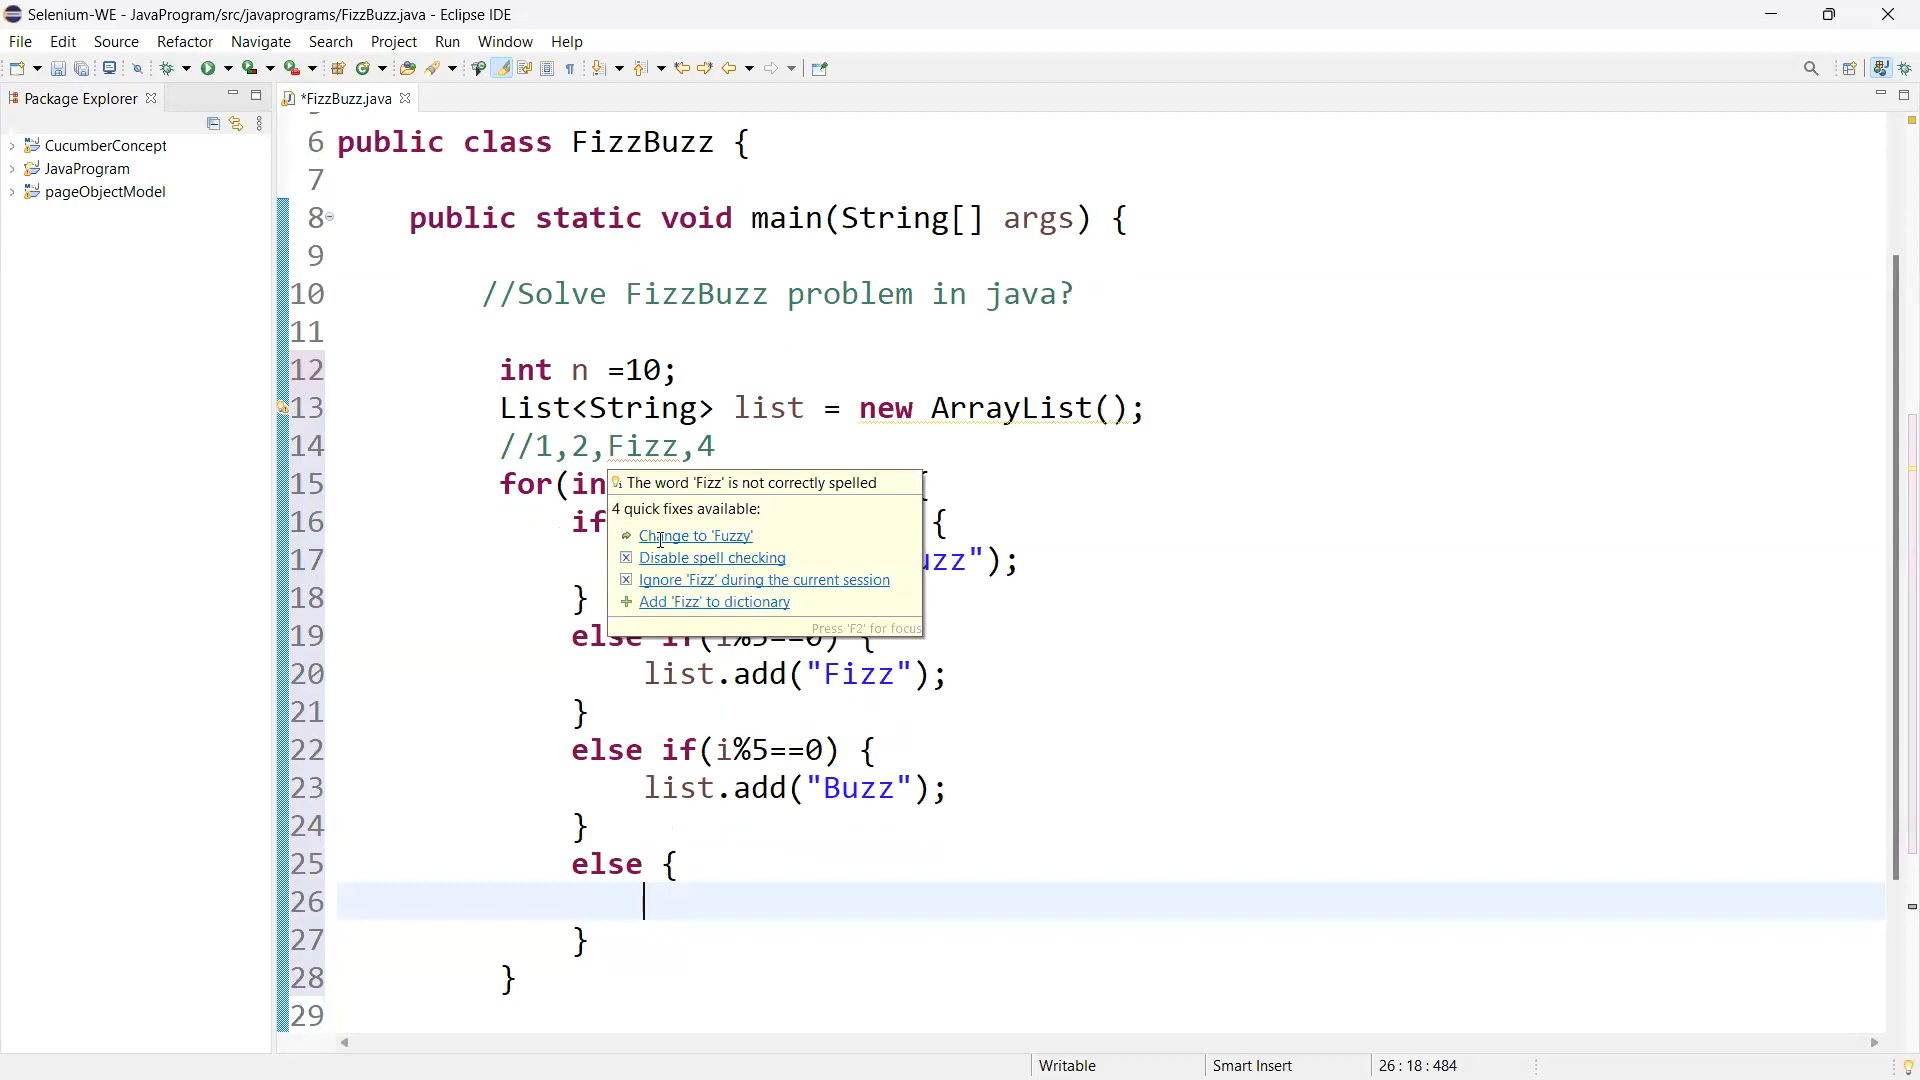 Selenium-WE - JavaProgram/src/javaprograms/FizzBuzz.java - Eclipse IDE
File Edit Source Refactor Navigate Search Project Run Window Help
Package Explorer
*FizzBuzz.java
CucumberConcept
JavaProgram
pageObjectModel
6 public class FizzBuzz {
7
8 public static void main(String[] args) {
9
10 //Solve FizzBuzz problem in java?
11
12 int n =10;
13 List<String> list = new ArrayList();
14 //1,2,Fizz,4
15 for(in
The word 'Fizz' is not correctly spelled
4 quick fixes available:
Change to 'Fuzzy'
Disable spell checking
Ignore 'Fizz' during the current session
Add 'Fizz' to dictionary
Press 'F2' for focus
16 if {
17 uzz");
18 }
19 else if(i%3==0) {
20 list.add("Fizz");
21 }
22 else if(i%5==0) {
23 list.add("Buzz");
24 }
25 else {
26
27 }
28 }
29
Writable Smart Insert 26 : 18 : 484